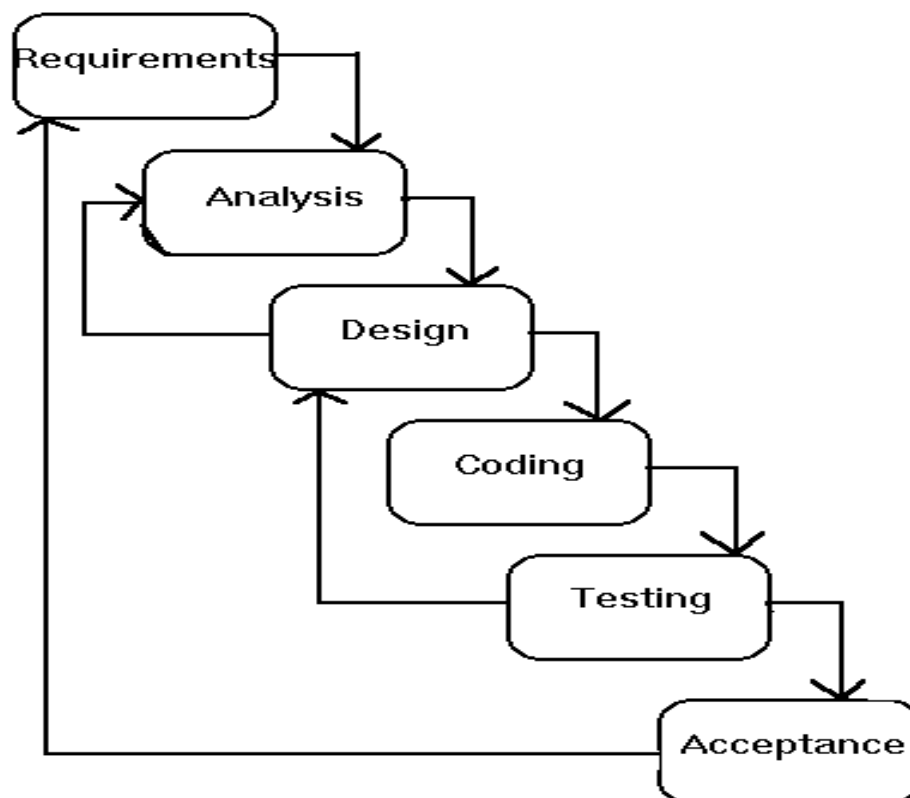 Requirements
Analysis
Design
Coding
Testing
Acceptance